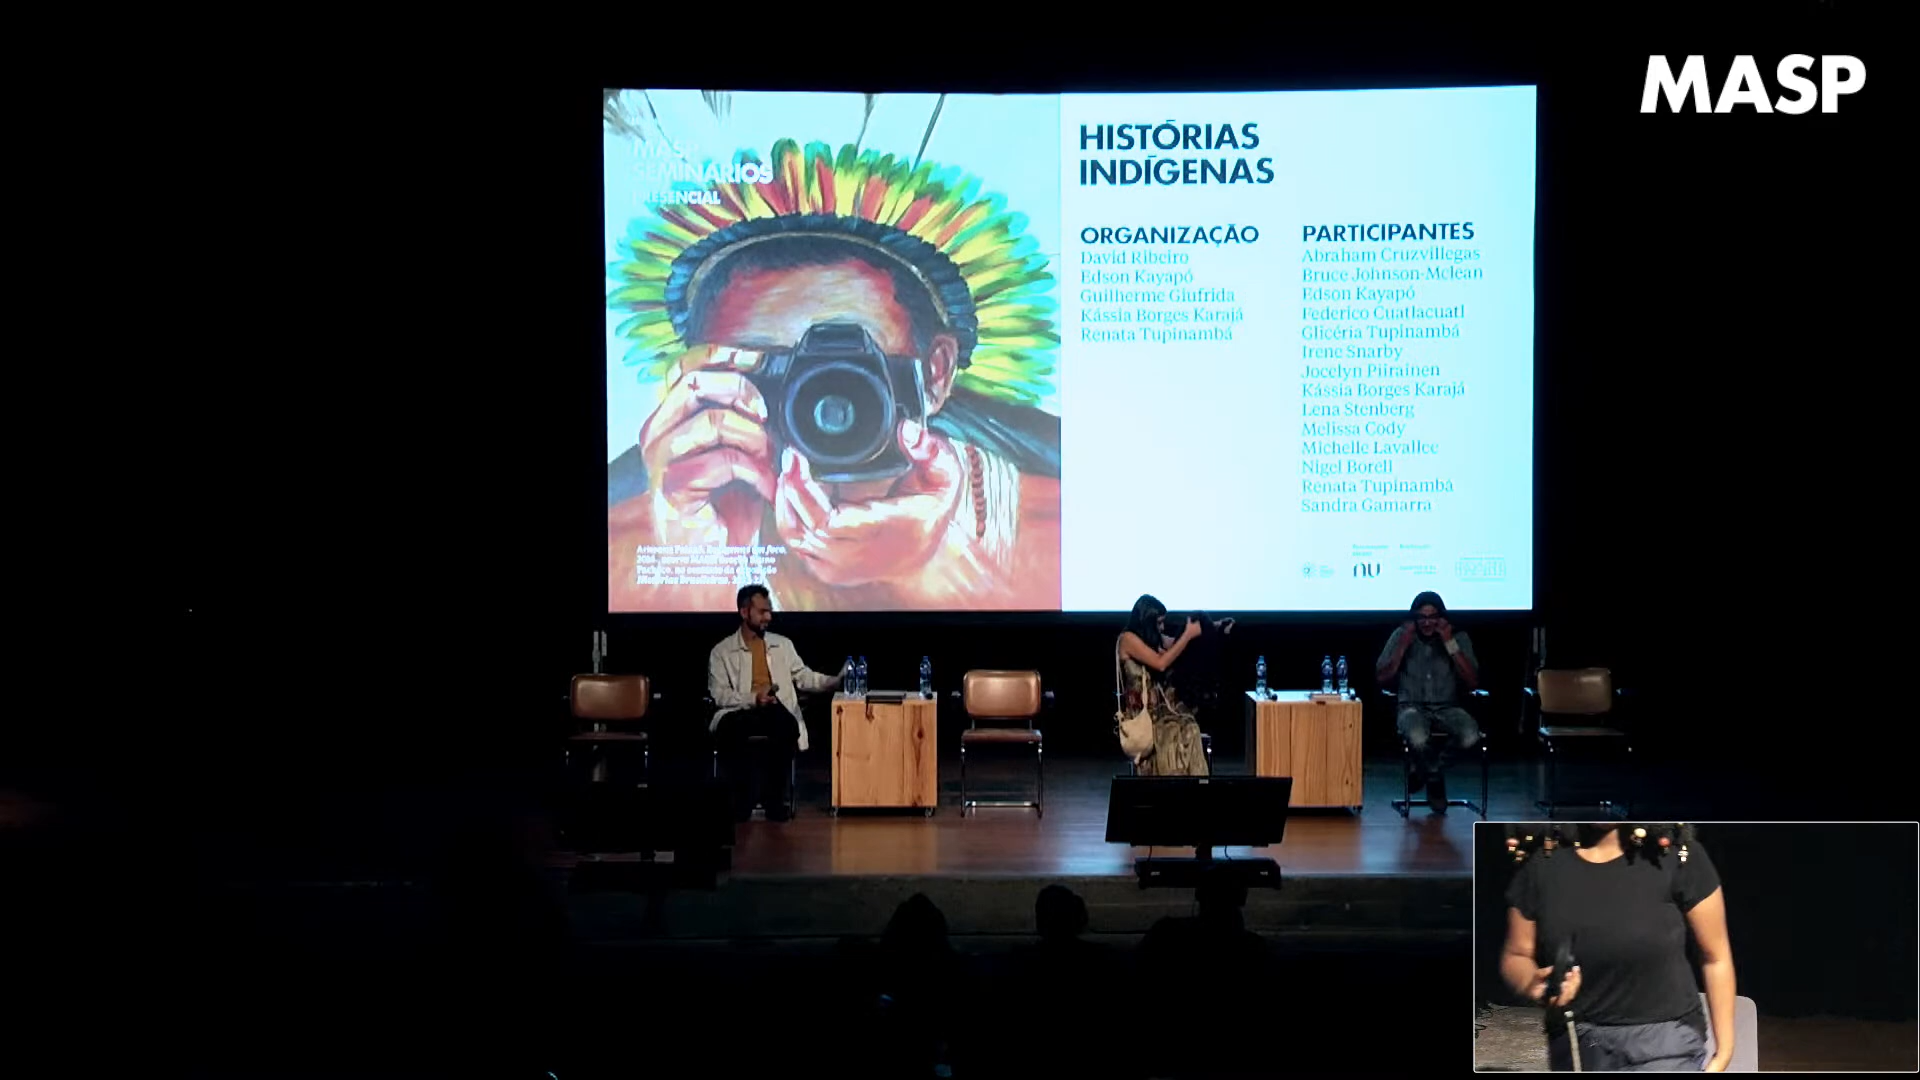 MASP
MASP
SEMINÁRIOS
PRESENCIAL
HISTÓRIAS
INDÍGENAS
ORGANIZAÇÃO
David Ribeiro
Edson Kayapó
Guilherme Giufrida
Kássia Borges Karajá
Renata Tupinambá
PARTICIPANTES
Abraham Cruzvillegas
Bruce Johnson-Mclean
Edson Kayapó
Federico Cuatlacuatl
Glicéria Tupinambá
Irene Snarby
Jocelyn Piirainen
Kássia Borges Karajá
Lena Stenberg
Melissa Cody
Michelle Lavallee
Nigel Borell
Renata Tupinambá
Sandra Gamarra
nu